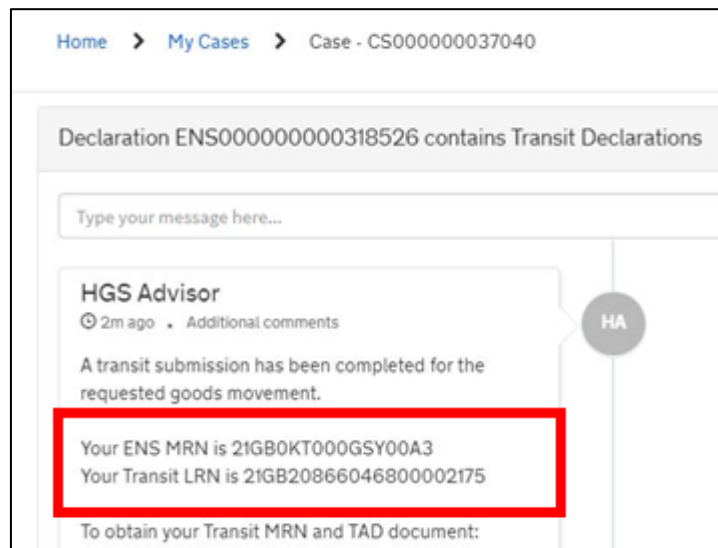 Home > My Cases > Case - CS000000037040
Declaration ENS000000000318526 contains Transit Declarations
Type your message here...
HGS Advisor
2m ago • Additional comments
HA
A transit submission has been completed for the
requested goods movement.
Your ENS MRN is 21GB0KT000GSY00A3
Your Transit LRN is 21GB20866046800002175
To obtain your Transit MRN and TAD document: